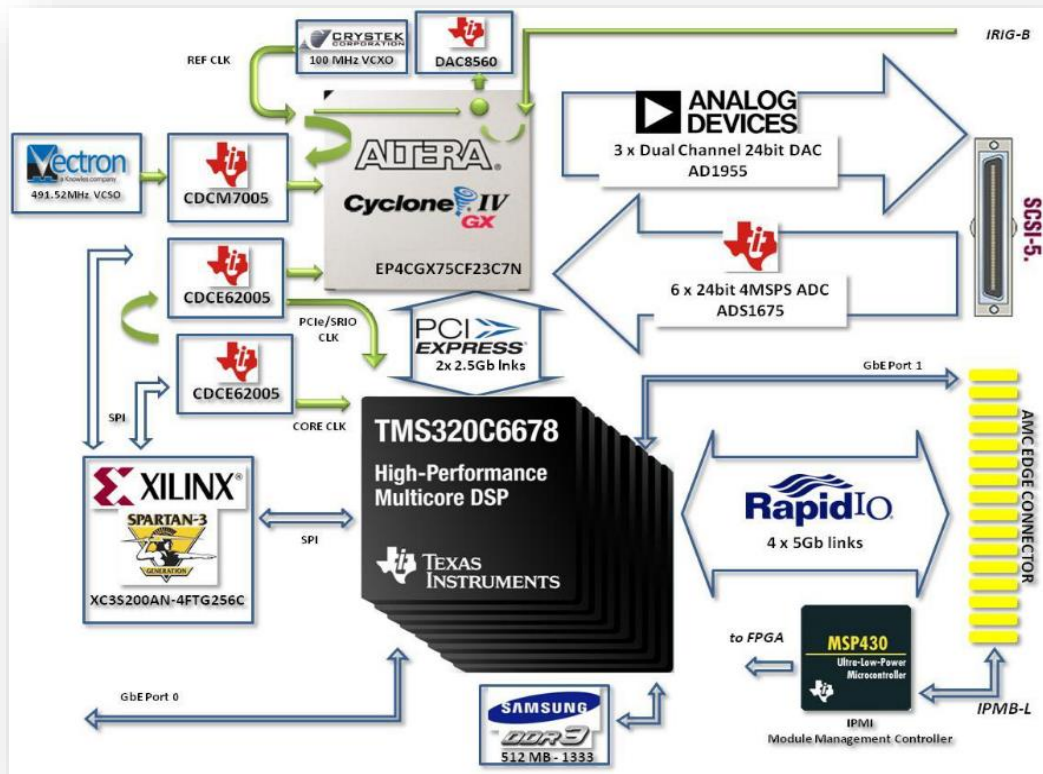 CRYSTEK
CORPORATION
100 MHz VCXO
DAC8560
IRIG-B
REF CLK
ALTERA®
Cyclone IV
GX
EP4CGX75CF23C7N
ANALOG
DEVICES
3 x Dual Channel 24bit DAC
AD1955
SCSI-5.
Vectron
a Knowles company
491.52MHz VCSO
CDCM7005
CDCE62005
PCIe/SRIO
CLK
6 x 24bit 4MSPS ADC
ADS1675
PCI
EXPRESS®
2x 2.5Gb lnks
CDCE62005
SPI
CORE CLK
GbE Port 1
TMS320C6678
High-Performance
Multicore DSP
TEXAS
INSTRUMENTS
AMC EDGE CONNECTOR
RapidIO
4 x 5Gb links
XILINX®
SPARTAN-3
GENERATION
XC3S200AN-4FTG256C
SPI
to FPGA
MSP430
Ultra-Low-Power
Microcontroller
IPMB-L
IPMI
Module Management Controller
GbE Port 0
SAMSUNG
DDR3
512 MB - 1333